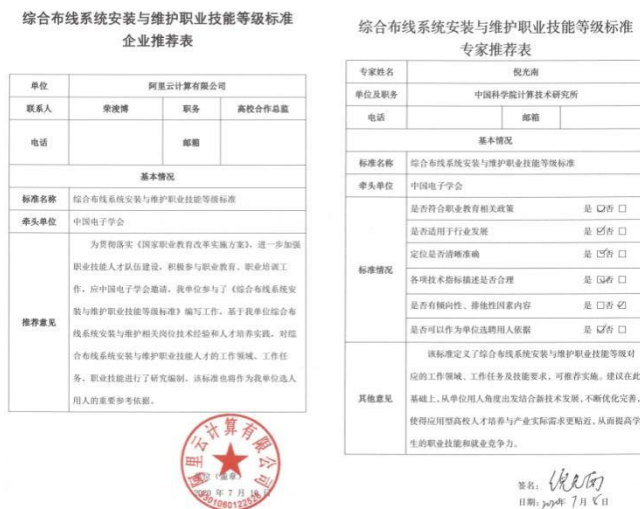 综合布线系统安装与维护职业技能等级标准
企业推荐表
单位 阿里云计算有限公司
联系人 荣浚博 职务 高校合作总监
电话 邮箱
基本情况
标准名称 综合布线系统安装与维护职业技能等级标准
牵头单位 中国电子学会
推荐意见
为贯彻落实《国家职业教育改革实施方案》，进一步加强
职业技能人才队伍建设，积极参与职业教育、职业培训工
作，应中国电子学会邀请，我单位参与了《综合布线系统安
装与维护职业技能等级标准》编写工作，基于我单位综合布
线系统安装与维护相关岗位技术经验和人才培养实践，对综
合布线系统安装与维护职业技能人才的工作领域、工作任
务、职业技能进行了研究编制。该标准也将作为我单位选人
用人的重要参考依据。
阿里云计算有限公司
单位（盖章）
2020 年 7 月
综合布线系统安装与维护职业技能等级标准
专家推荐表
专家姓名 倪光南
单位及职务 中国科学院计算技术研究所
电话 邮箱
基本情况
标准名称 综合布线系统安装与维护职业技能等级标准
牵头单位 中国电子学会
标准情况
是否符合职业教育相关政策 是 ☑否 □
是否适用于行业发展 是 ☑否 □
定位是否清晰准确 是 ☑否 □
各项技术指标描述是否合理 是 ☑否 □
是否有倾向性、排他性因素内容 是 □否 ☑
是否可以作为单位选聘用人依据 是 ☑否 □
其他意见
该标准定义了综合布线系统安装与维护职业技能等级对
应的工作领域、工作任务及技能要求，可推荐实施。建议在此
基础上，从单位用人角度出发结合新技术发展，不断优化完善，
使得应用型高校人才培养与产业实际需求更贴近，从而提高学
生的职业技能和就业竞争力。
签名：倪光南
日期：2020年 7月 8日